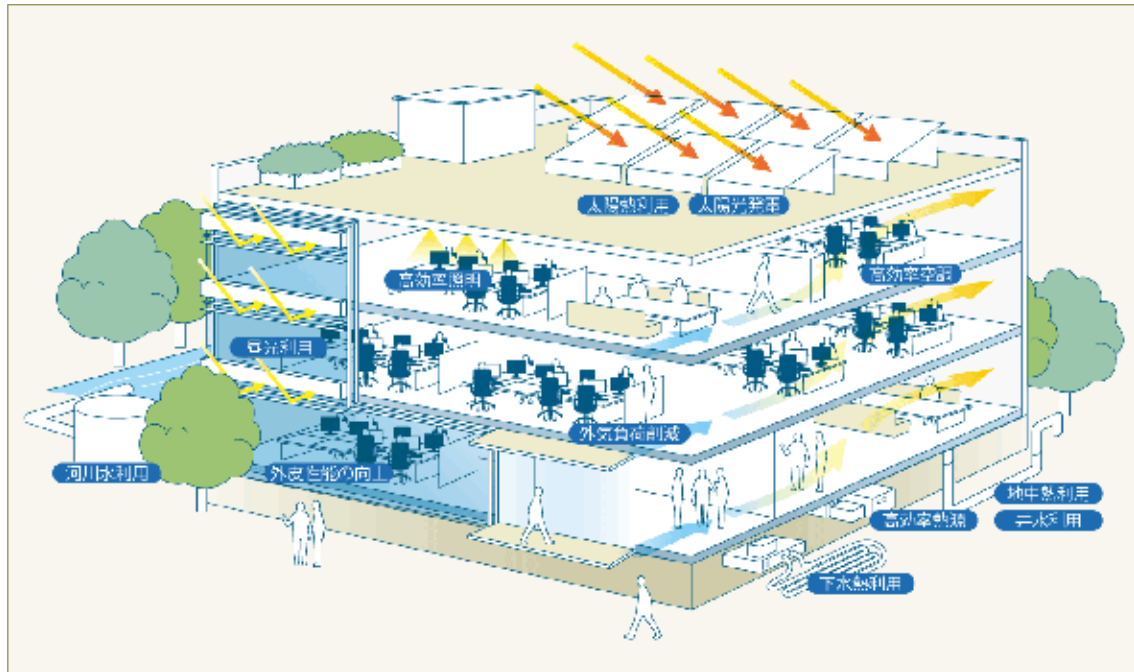 太陽熱利用
太陽光発電
高効率照明
高効率空調
昼光利用
外気負荷削減
河川水利用
外皮性能の向上
地中熱利用
高効率熱源
井水利用
下水熱利用